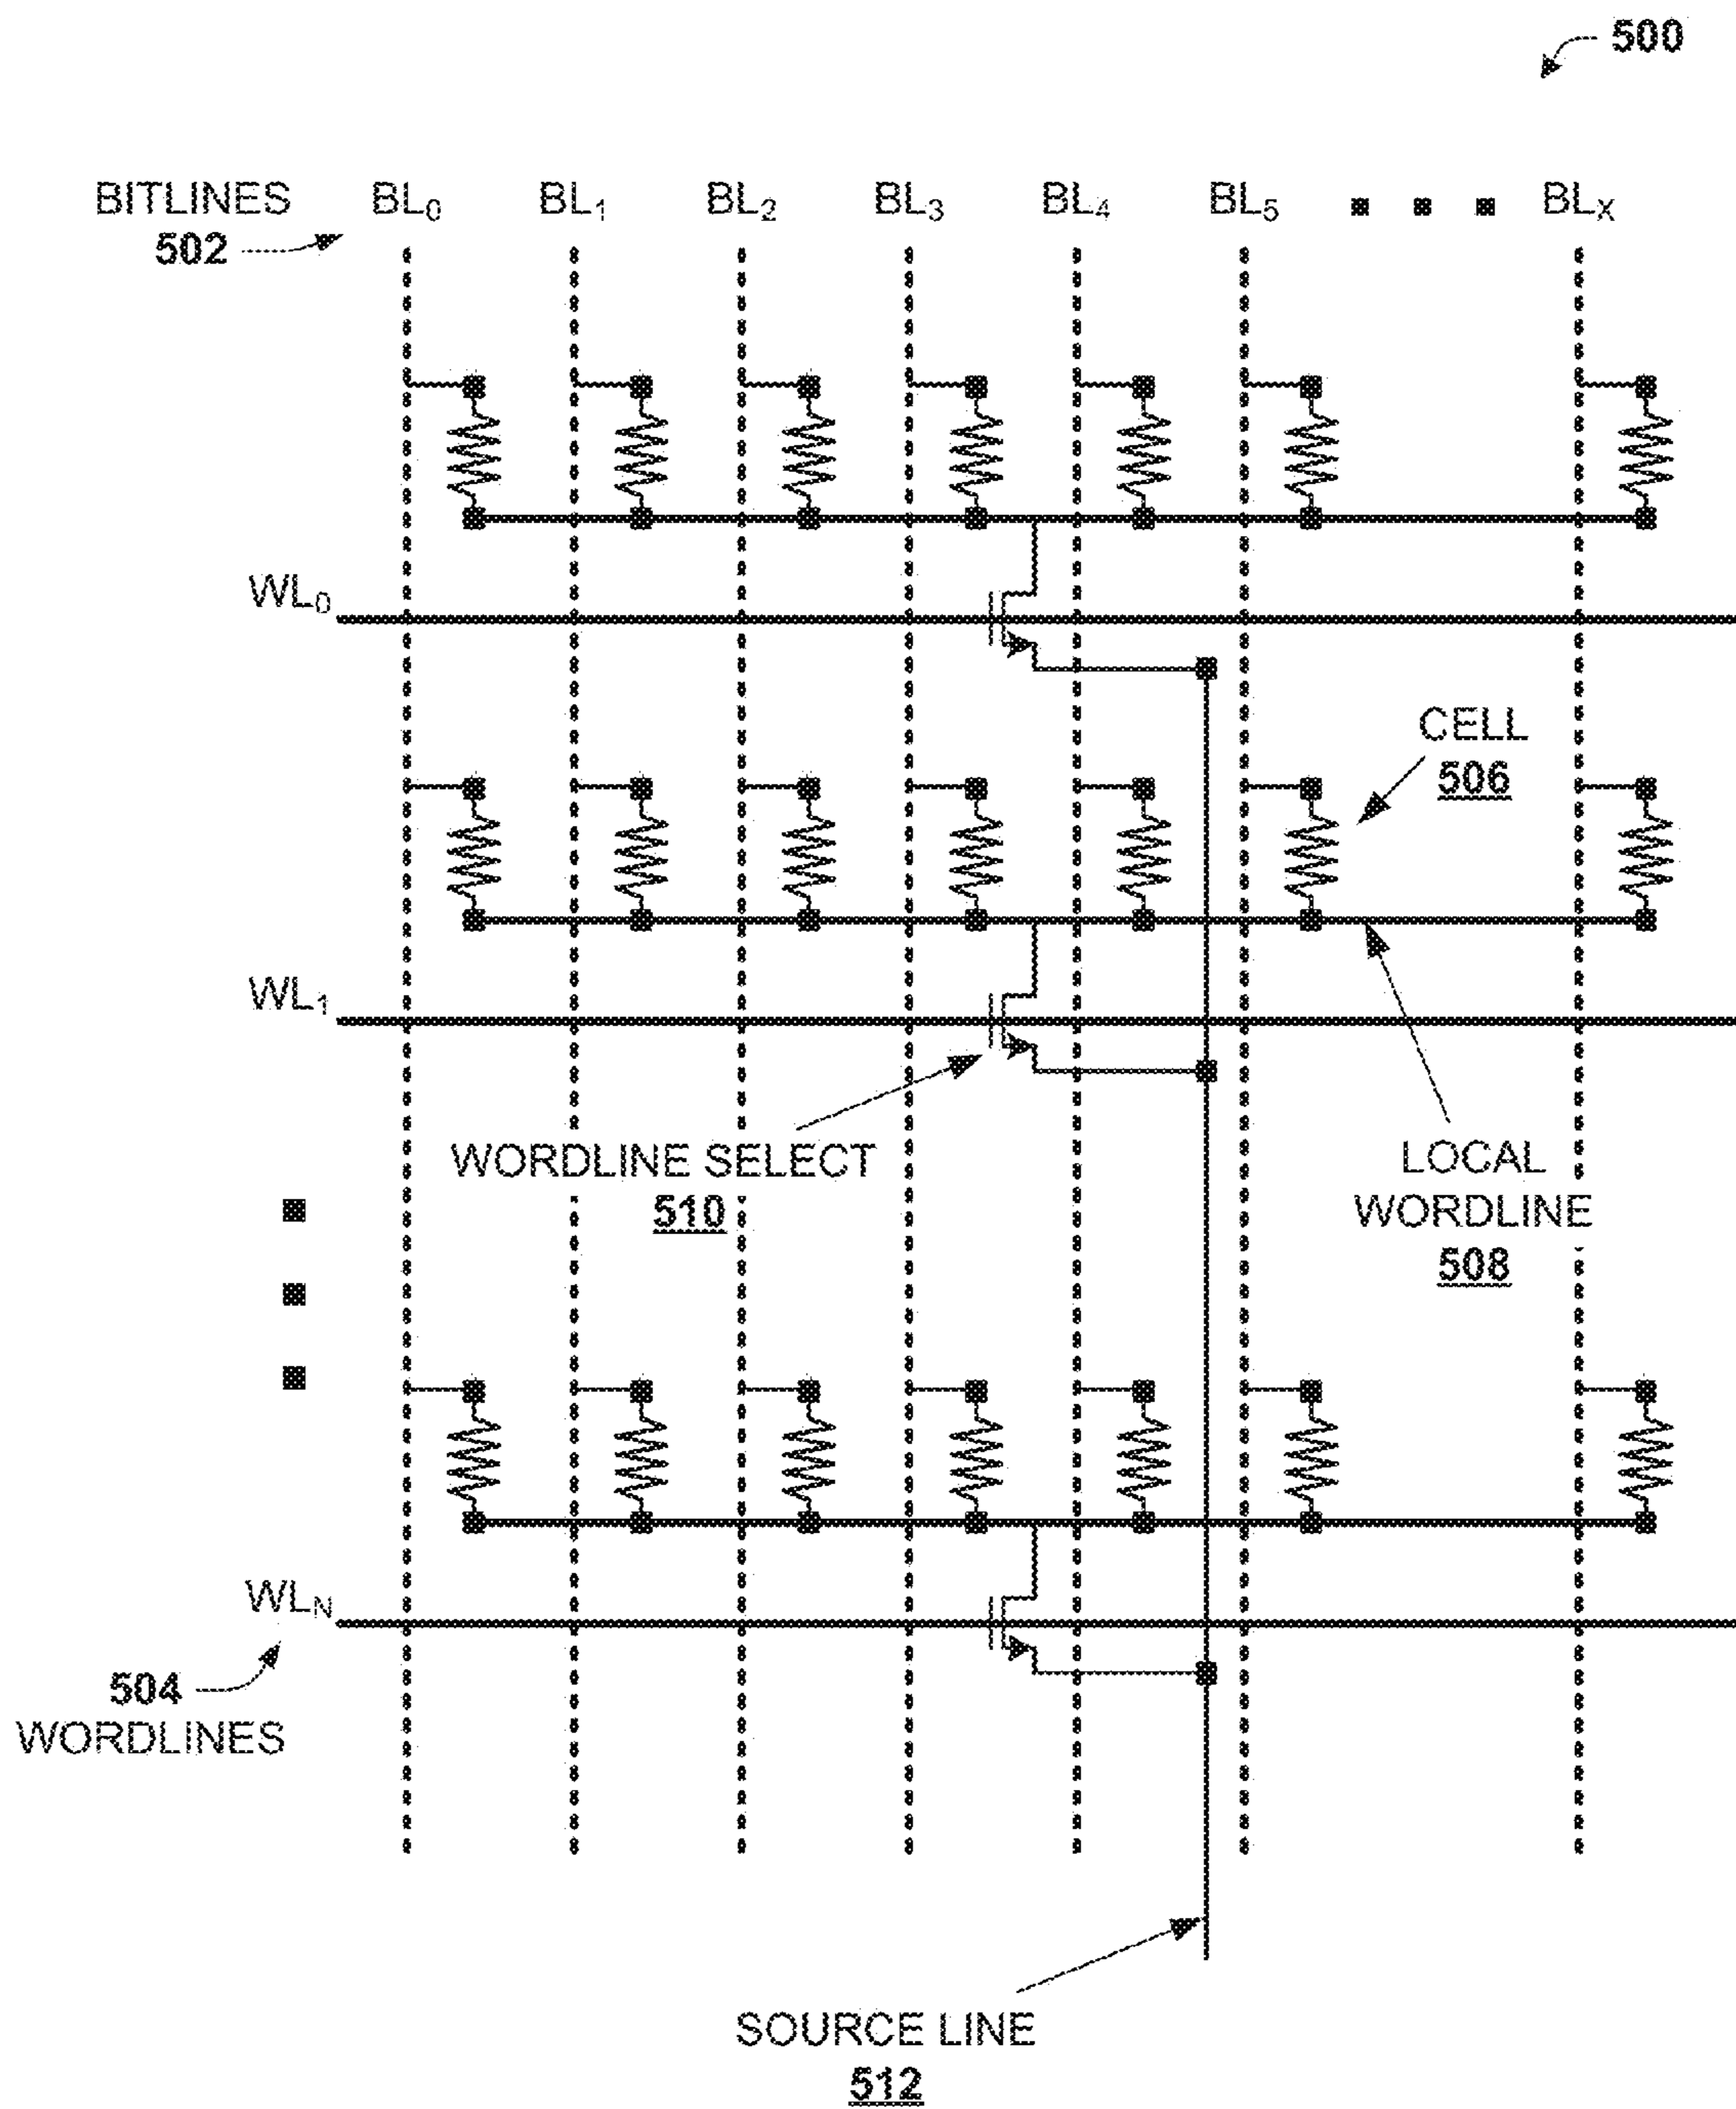 500
BITLINES
502
BL₀ BL₁ BL₂ BL₃ BL₄ BL₅ BLₓ
WL₀
CELL
506
WL₁
WORDLINE SELECT
510
LOCAL
WORDLINE
508
WL_N
504
WORDLINES
SOURCE LINE
512